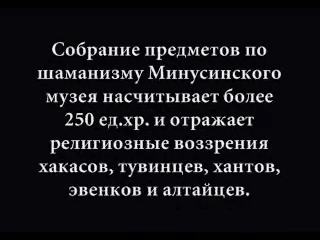 Собрание предметов по
шаманизму Минусинского
музея насчитывает более
250 ед.хр. и отражает
религиозные воззрения
хакасов, тувинцев, хантов,
эвенков и алтайцев.